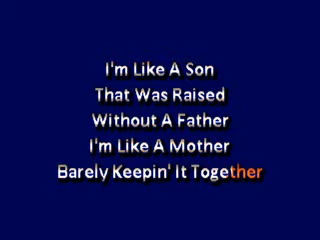 I'm Like A Son
That Was Raised
Without A Father
I'm Like A Mother
Barely Keepin' It Together